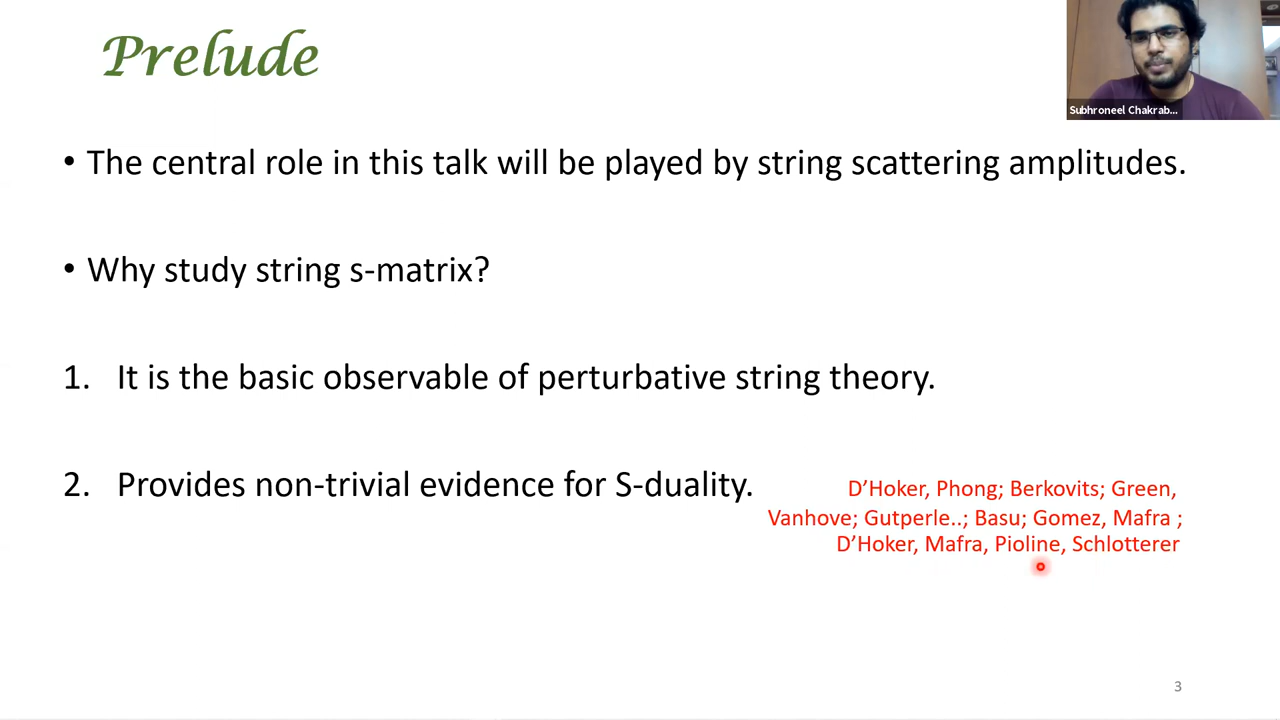 Prelude
Subhroneel Chakrab...
• The central role in this talk will be played by string scattering amplitudes.
• Why study string s-matrix?
1. It is the basic observable of perturbative string theory.
2. Provides non-trivial evidence for S-duality.
D’Hoker, Phong; Berkovits; Green,
Vanhove; Gutperle..; Basu; Gomez, Mafra ;
D’Hoker, Mafra, Pioline, Schlotterer
3